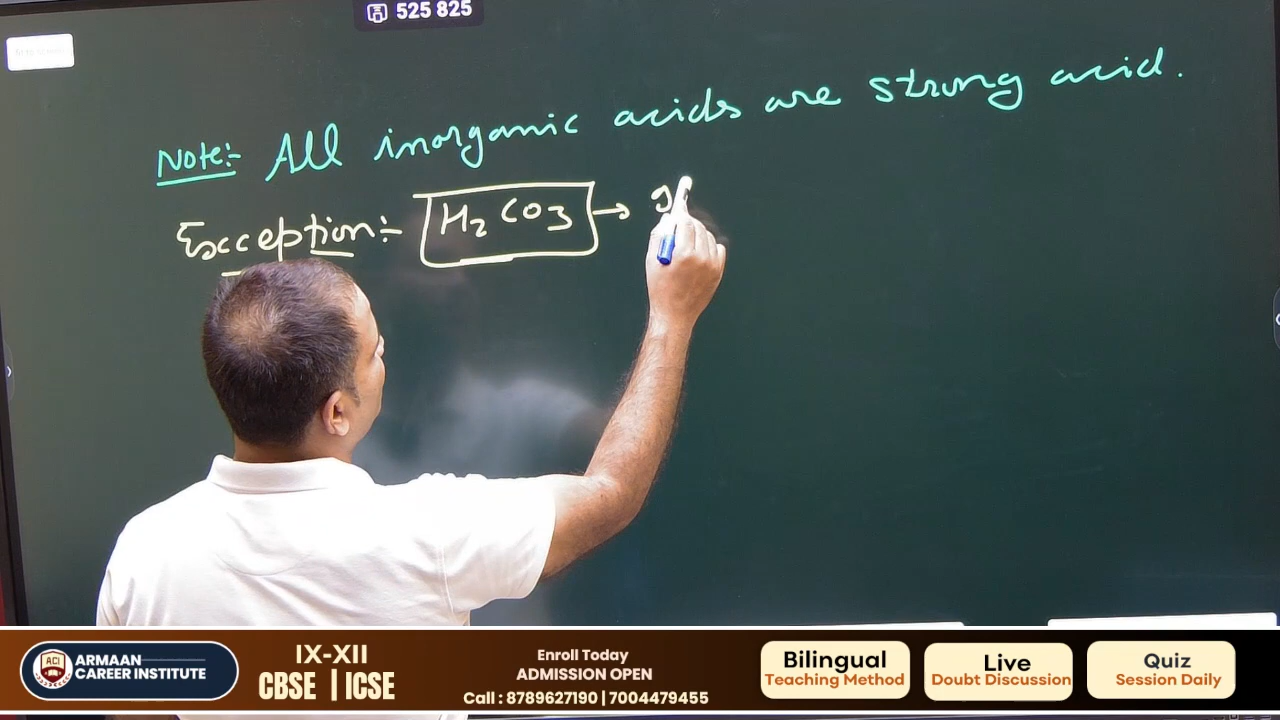 525 825
Note:- All inorganic acids are strong acid.
Exception:- H2CO3 →
ACI ARMAAN
CAREER INSTITUTE
IX-XII
CBSE | ICSE
Enroll Today
ADMISSION OPEN
Call : 8789627190 | 7004479455
Bilingual
Teaching Method
Live
Doubt Discussion
Quiz
Session Daily